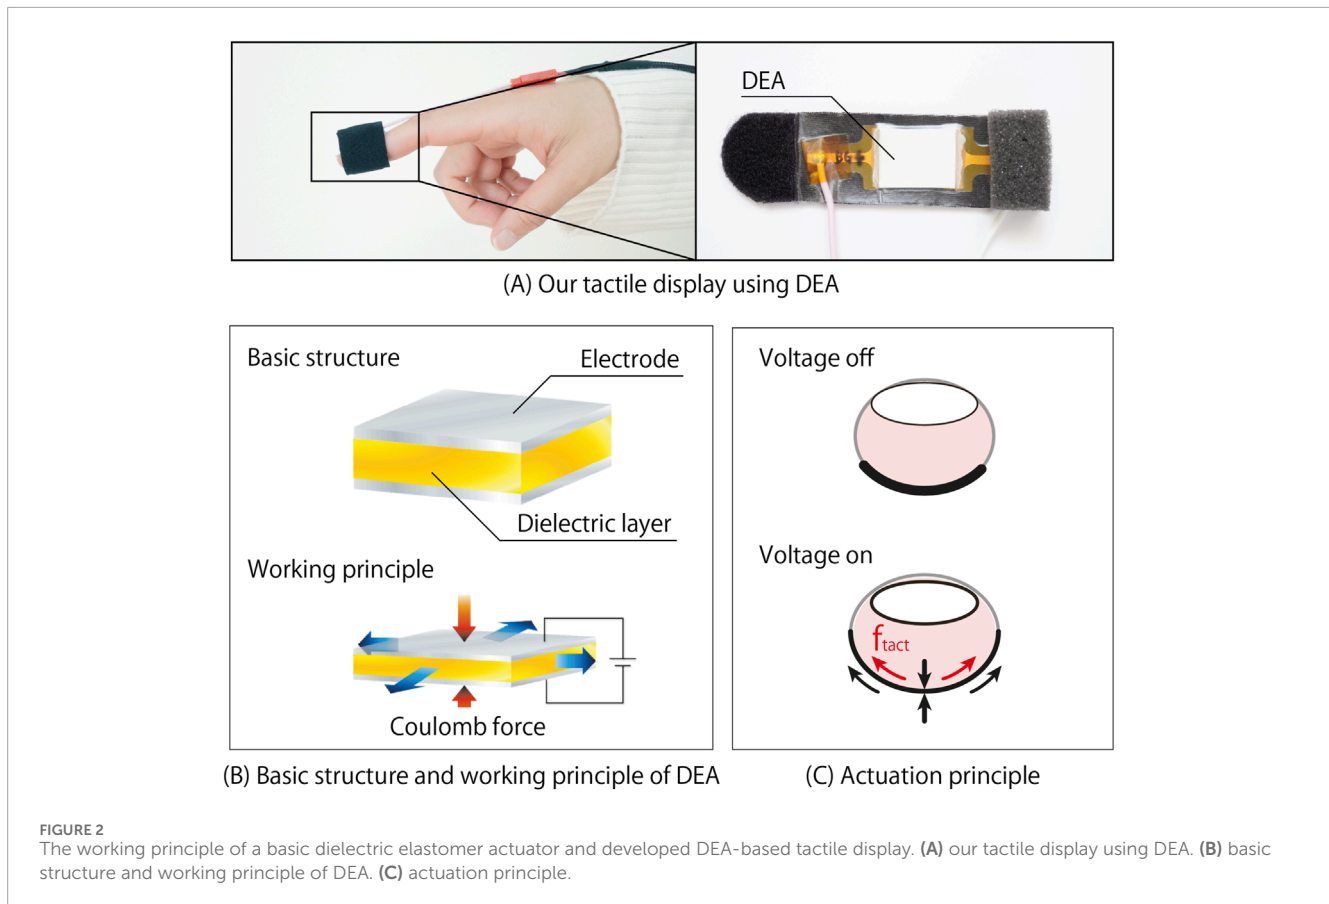 DEA
(A) Our tactile display using DEA
Basic structure
Electrode
Dielectric layer
Working principle
Coulomb force
(B) Basic structure and working principle of DEA
Voltage off
Voltage on
ftact
(C) Actuation principle
FIGURE 2
The working principle of a basic dielectric elastomer actuator and developed DEA-based tactile display. (A) our tactile display using DEA. (B) basic
structure and working principle of DEA. (C) actuation principle.